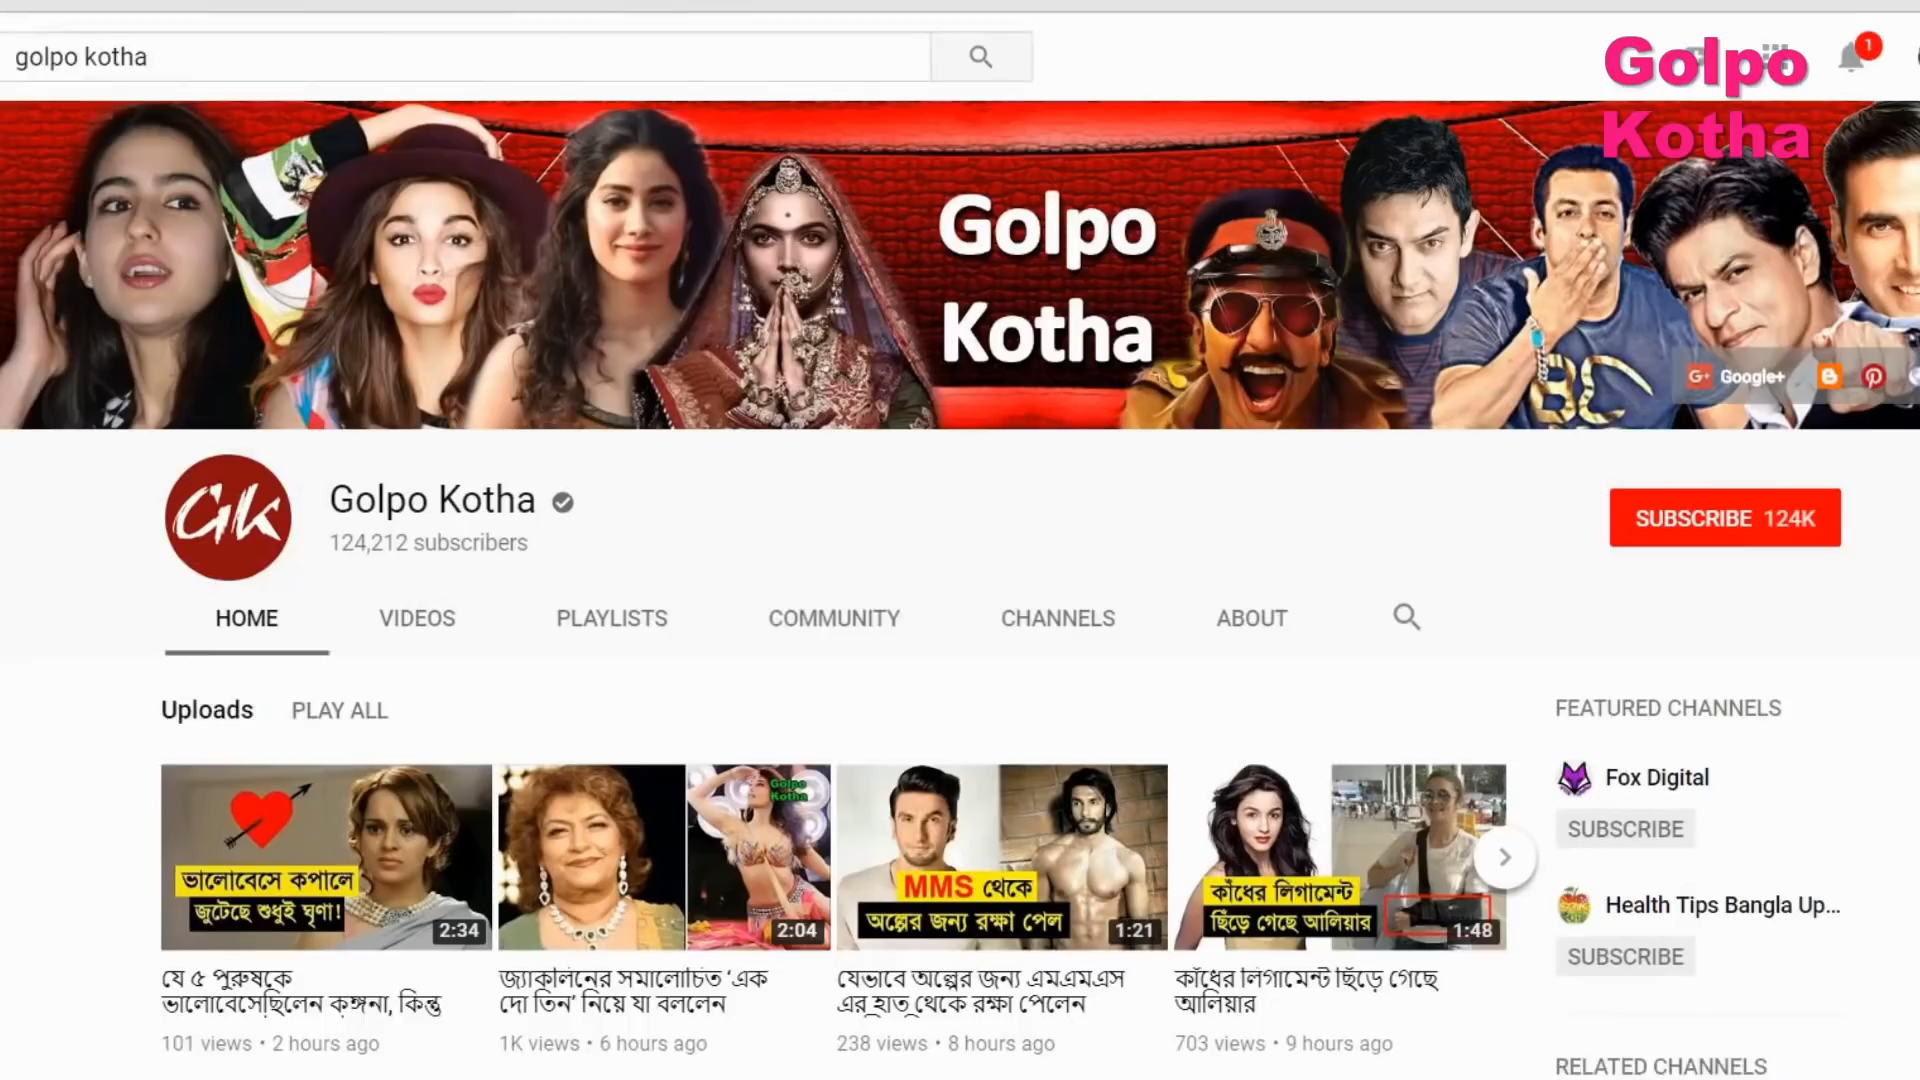 golpo kotha
1
Golpo
Kotha
Golpo
Kotha
G+ Google+
BC
GK
Golpo Kotha
124,212 subscribers
SUBSCRIBE 124K
HOME VIDEOS PLAYLISTS COMMUNITY CHANNELS ABOUT
Uploads PLAY ALL
FEATURED CHANNELS
ভালোবেসে কপালে
জুটেছে শুধুই ঘৃণা!
2:34
Golpo
Kotha
2:04
MMS থেকে
অল্পের জন্য রক্ষা পেল
1:21
কাঁধের লিগামেন্ট
ছিঁড়ে গেছে আলিয়ার
1:48
যে ৫ পুরুষকে
ভালোবেসেছিলেন কঙ্গনা, কিন্তু
101 views • 2 hours ago
জ্যাকলিনের সমালোচিত ‘এক
দো তিন’ নিয়ে যা বললেন
1K views • 6 hours ago
যেভাবে অল্পের জন্য এমএমএস
এর হাত থেকে রক্ষা পেলেন
238 views • 8 hours ago
কাঁধের লিগামেন্ট ছিঁড়ে গেছে
আলিয়ার
703 views • 9 hours ago
Fox Digital
SUBSCRIBE
Health Tips Bangla Up...
SUBSCRIBE
RELATED CHANNELS